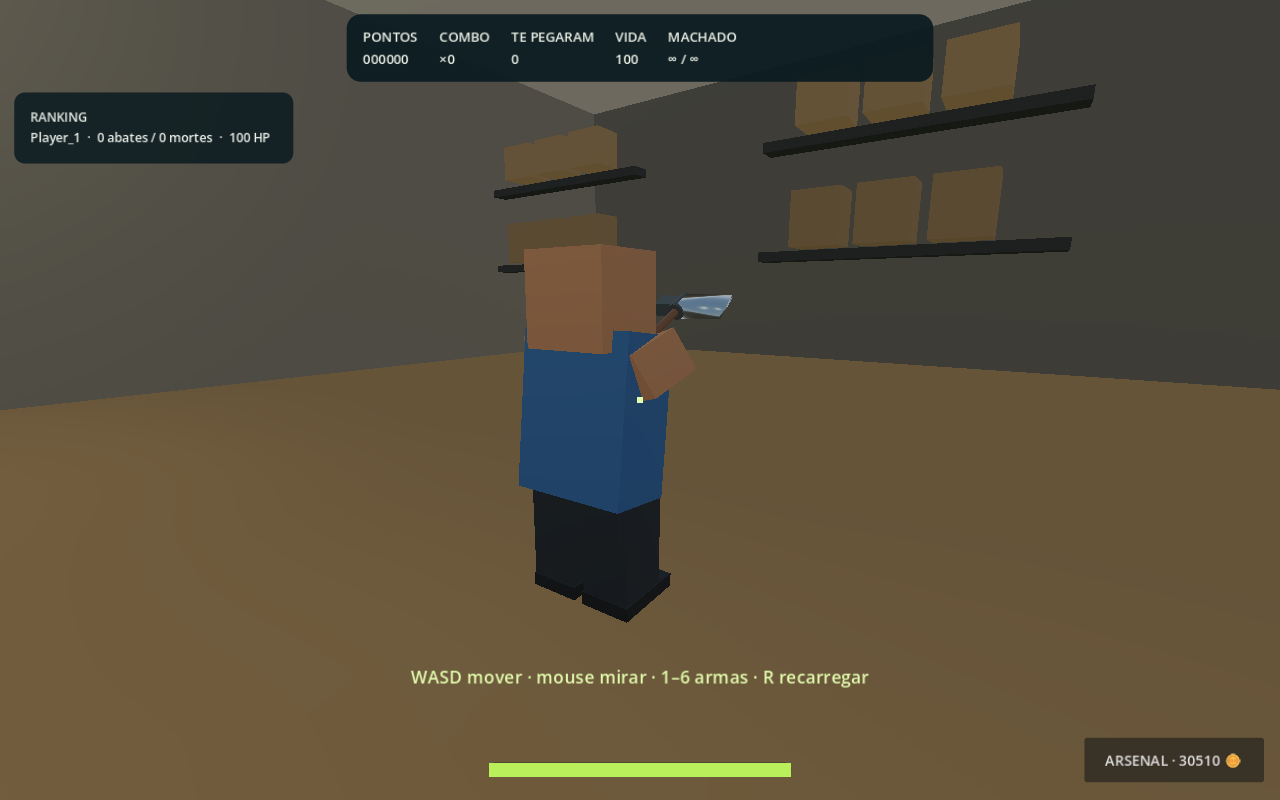 PONTOS COMBO TE PEGARAM VIDA MACHADO
000000 ×0 0 100 ∞ / ∞
RANKING
Player_1 · 0 abates / 0 mortes · 100 HP
WASD mover · mouse mirar · 1–6 armas · R recarregar
ARSENAL · 30510